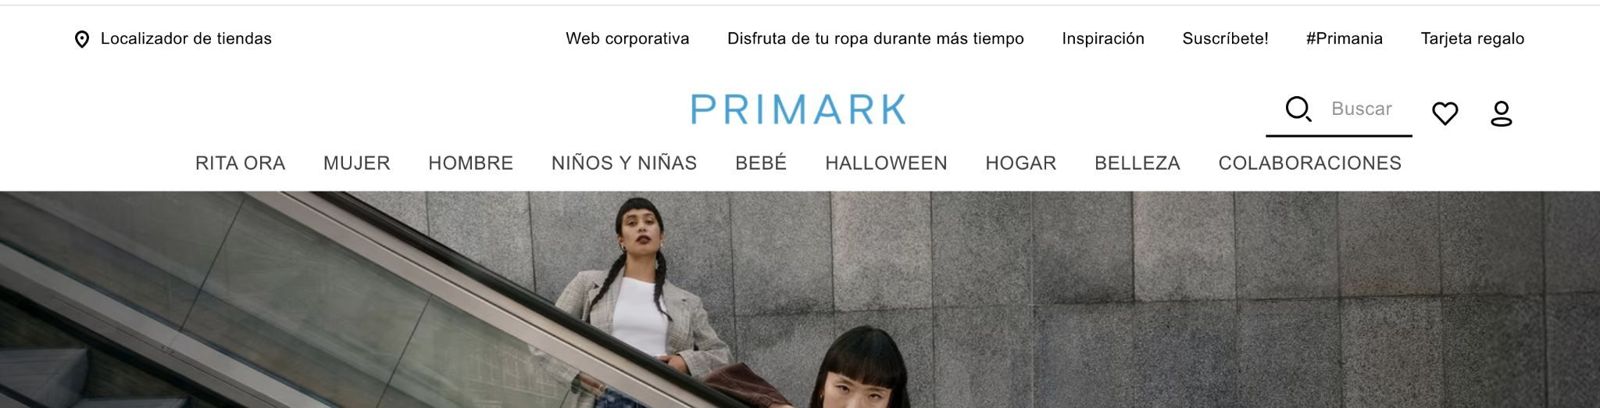 Localizador de tiendas
Web corporativa
Disfruta de tu ropa durante más tiempo
Inspiración
Suscríbete!
#Primania
Tarjeta regalo
PRIMARK
Buscar
RITA ORA
MUJER
HOMBRE
NIÑOS Y NIÑAS
BEBÉ
HALLOWEEN
HOGAR
BELLEZA
COLABORACIONES